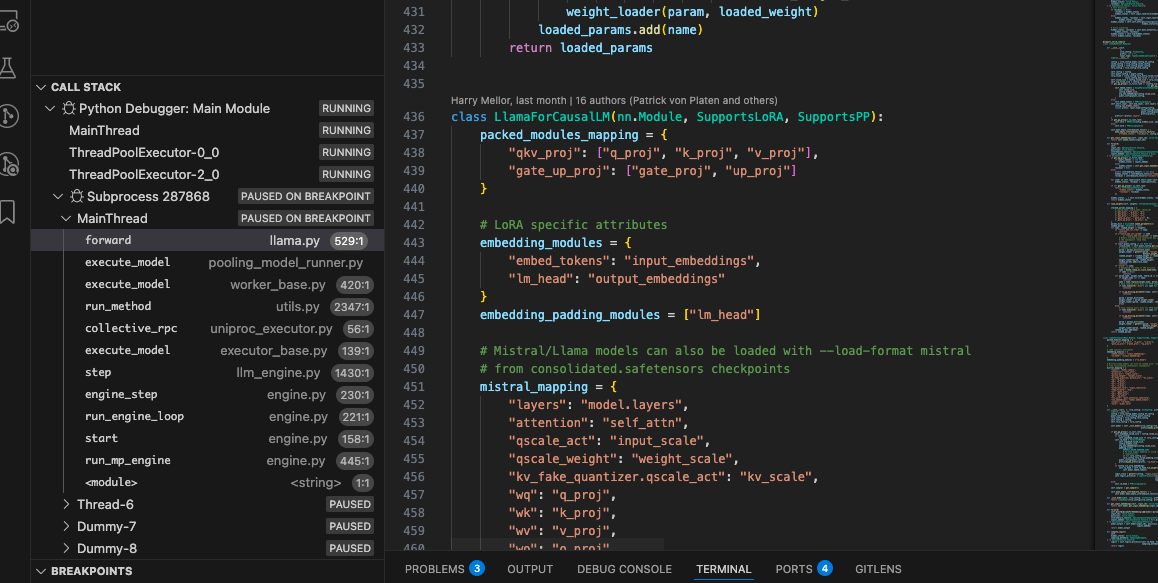 CALL STACK
Python Debugger: Main Module RUNNING
MainThread RUNNING
ThreadPoolExecutor-0_0 RUNNING
ThreadPoolExecutor-2_0 RUNNING
Subprocess 287868 PAUSED ON BREAKPOINT
MainThread PAUSED ON BREAKPOINT
forward llama.py 529:1
execute_model pooling_model_runner.py
execute_model worker_base.py 420:1
run_method utils.py 2347:1
collective_rpc uniproc_executor.py 56:1
execute_model executor_base.py 139:1
step llm_engine.py 1430:1
engine_step engine.py 230:1
run_engine_loop engine.py 221:1
start engine.py 158:1
run_mp_engine engine.py 445:1
<module> <string> 1:1
Thread-6 PAUSED
Dummy-7 PAUSED
Dummy-8 PAUSED
BREAKPOINTS
431 weight_loader(param, loaded_weight)
432 loaded_params.add(name)
433 return loaded_params
434
435
Harry Mellor, last month | 16 authors (Patrick von Platen and others)
436 class LlamaForCausalLM(nn.Module, SupportsLoRA, SupportsPP):
437 packed_modules_mapping = {
438 "qkv_proj": ["q_proj", "k_proj", "v_proj"],
439 "gate_up_proj": ["gate_proj", "up_proj"]
440 }
441
442 # LoRA specific attributes
443 embedding_modules = {
444 "embed_tokens": "input_embeddings",
445 "lm_head": "output_embeddings"
446 }
447 embedding_padding_modules = ["lm_head"]
448
449 # Mistral/Llama models can also be loaded with --load-format mistral
450 # from consolidated.safetensors checkpoints
451 mistral_mapping = {
452 "layers": "model.layers",
453 "attention": "self_attn",
454 "qscale_act": "input_scale",
455 "qscale_weight": "weight_scale",
456 "kv_fake_quantizer.qscale_act": "kv_scale",
457 "wq": "q_proj",
458 "wk": "k_proj",
459 "wv": "v_proj",
460 "wo": "o_proj"
PROBLEMS 3 OUTPUT DEBUG CONSOLE TERMINAL PORTS 4 GITLENS